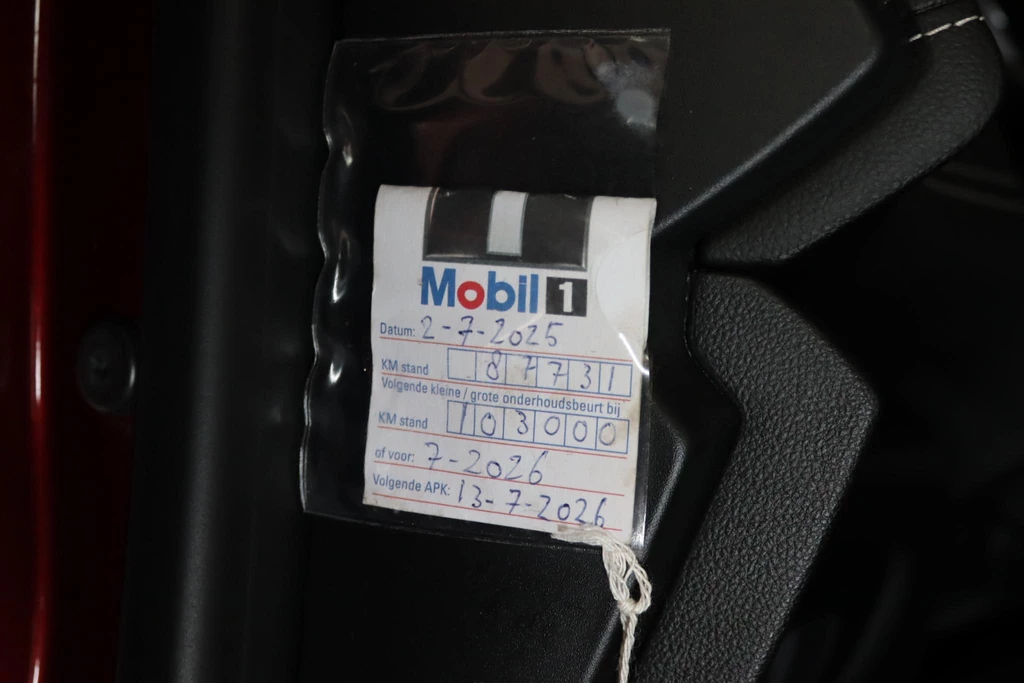 1
Mobil 1
Datum: 2-7-2025
KM stand 87731
Volgende kleine / grote onderhoudsbeurt bij
KM stand 103000
of voor: 7-2026
Volgende APK: 13-7-2026